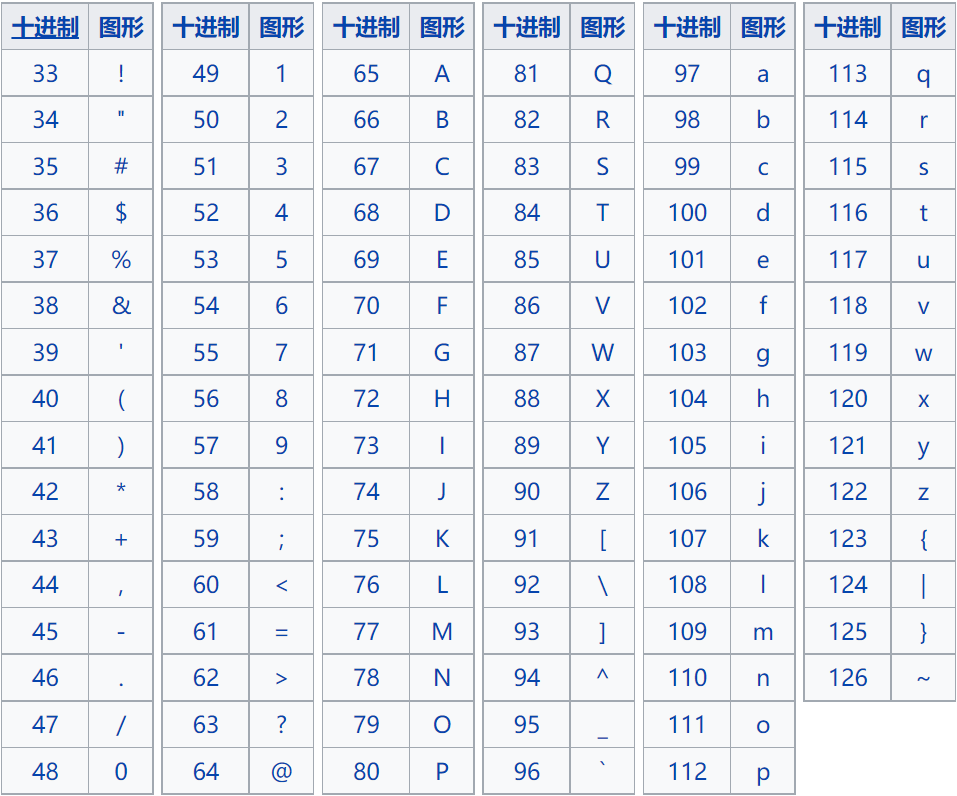 十进制 图形 十进制 图形 十进制 图形 十进制 图形 十进制 图形 十进制 图形
33 ! 49 1 65 A 81 Q 97 a 113 q
34 " 50 2 66 B 82 R 98 b 114 r
35 # 51 3 67 C 83 S 99 c 115 s
36 $ 52 4 68 D 84 T 100 d 116 t
37 % 53 5 69 E 85 U 101 e 117 u
38 & 54 6 70 F 86 V 102 f 118 v
39 ' 55 7 71 G 87 W 103 g 119 w
40 ( 56 8 72 H 88 X 104 h 120 x
41 ) 57 9 73 I 89 Y 105 i 121 y
42 * 58 : 74 J 90 Z 106 j 122 z
43 + 59 ; 75 K 91 [ 107 k 123 {
44 , 60 < 76 L 92 \ 108 l 124 |
45 - 61 = 77 M 93 ] 109 m 125 }
46 . 62 > 78 N 94 ^ 110 n 126 ~
47 / 63 ? 79 O 95 _ 111 o
48 0 64 @ 80 P 96 ` 112 p